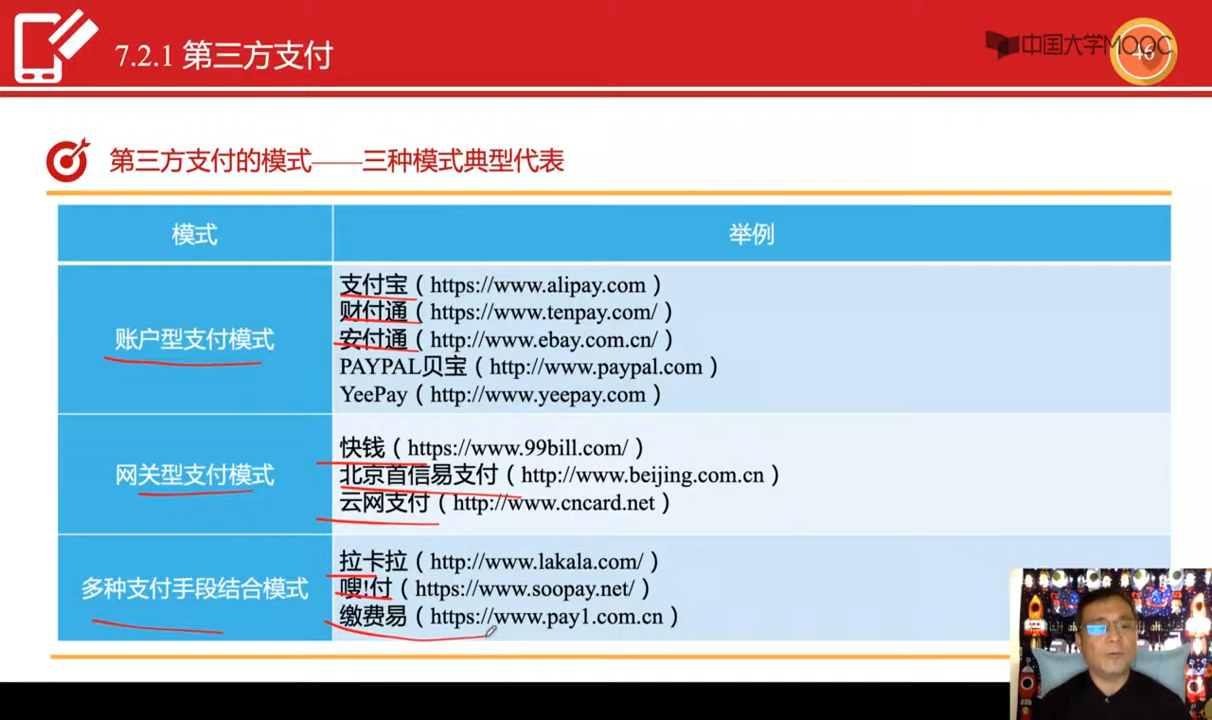 7.2.1 第三方支付
中国大学MOOC
46
第三方支付的模式——三种模式典型代表
模式
举例
账户型支付模式
支付宝（https://www.alipay.com）
财付通（https://www.tenpay.com/）
安付通（http://www.ebay.com.cn/）
PAYPAL贝宝（http://www.paypal.com）
YeePay（http://www.yeepay.com）
网关型支付模式
快钱（https://www.99bill.com/）
北京首信易支付（http://www.beijing.com.cn）
云网支付（http://www.cncard.net）
多种支付手段结合模式
拉卡拉（http://www.lakala.com/）
嗖!付（https://www.soopay.net/）
缴费易（https://www.pay1.com.cn）